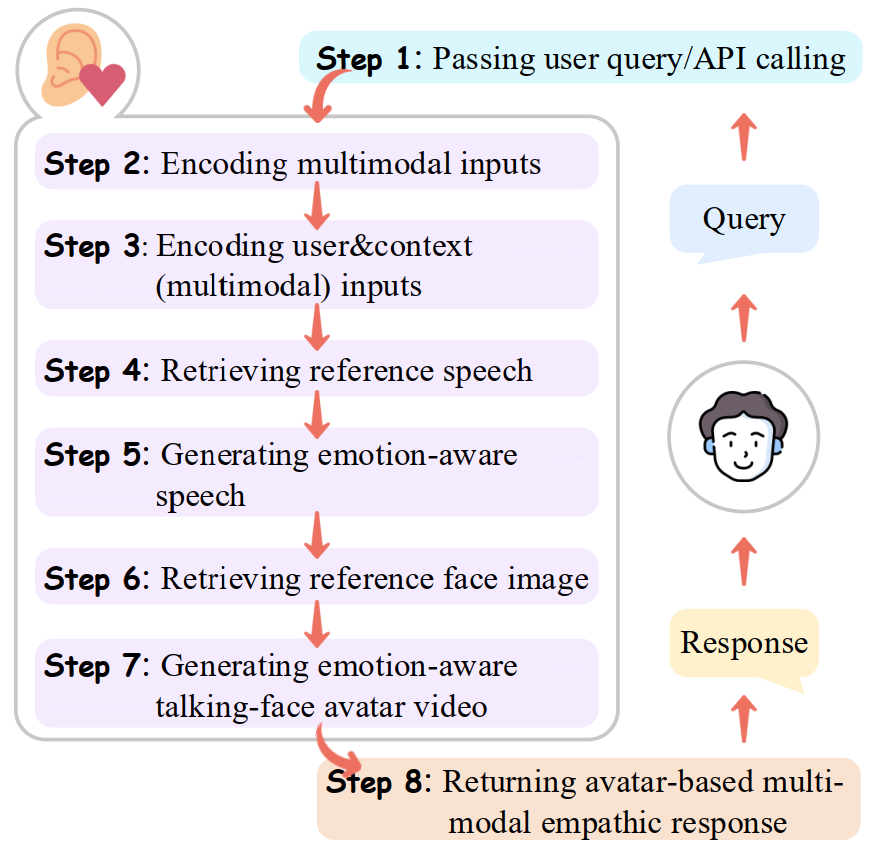 Step 1: Passing user query/API calling
Step 2: Encoding multimodal inputs
Step 3: Encoding user&context
(multimodal) inputs
Step 4: Retrieving reference speech
Step 5: Generating emotion-aware
speech
Step 6: Retrieving reference face image
Step 7: Generating emotion-aware
talking-face avatar video
Step 8: Returning avatar-based multi-
modal empathic response
Query
Response